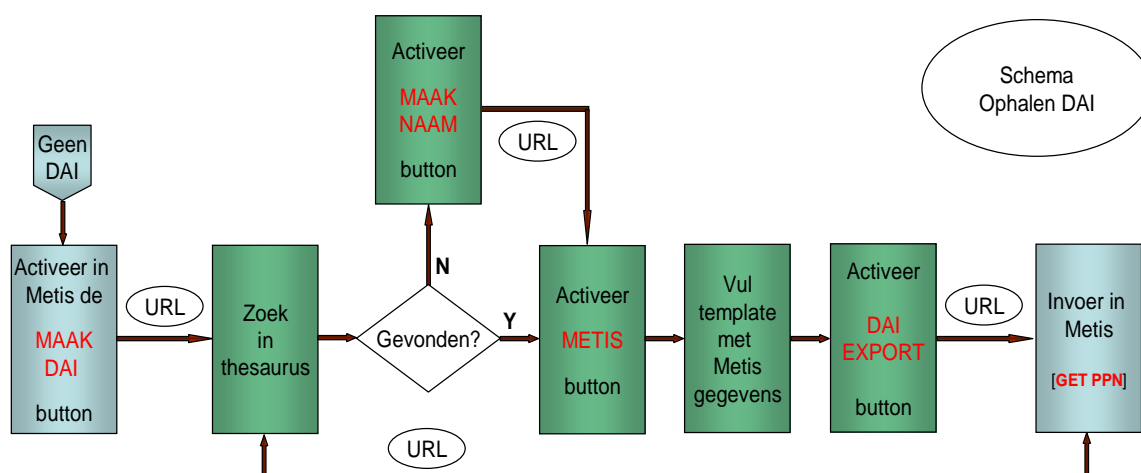 Schema
Ophalen DAI
Geen
DAI
Activeer in
Metis de
MAAK
DAI
button
URL
Zoek
in
thesaurus
Gevonden?
N
Y
Activeer
MAAK
NAAM
button
URL
Activeer
METIS
button
Vul
template
met
Metis
gegevens
Activeer
DAI
EXPORT
button
URL
Invoer in
Metis
[GET PPN]
URL